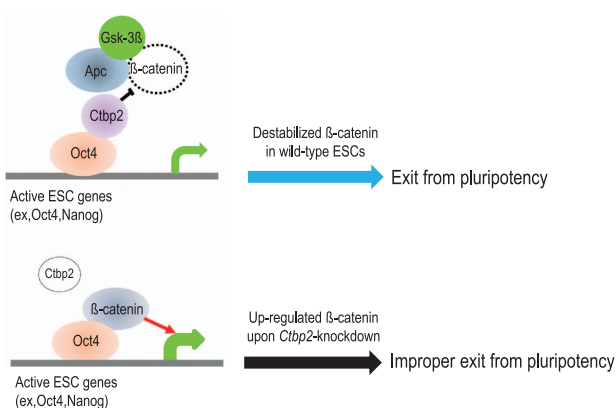 Gsk-3ß
Apc
ß-catenin
Ctbp2
Oct4
Active ESC genes
(ex,Oct4,Nanog)
Destabilized ß-catenin
in wild-type ESCs
Exit from pluripotency
Ctbp2
ß-catenin
Oct4
Active ESC genes
(ex,Oct4,Nanog)
Up-regulated ß-catenin
upon Ctbp2-knockdown
Improper exit from pluripotency